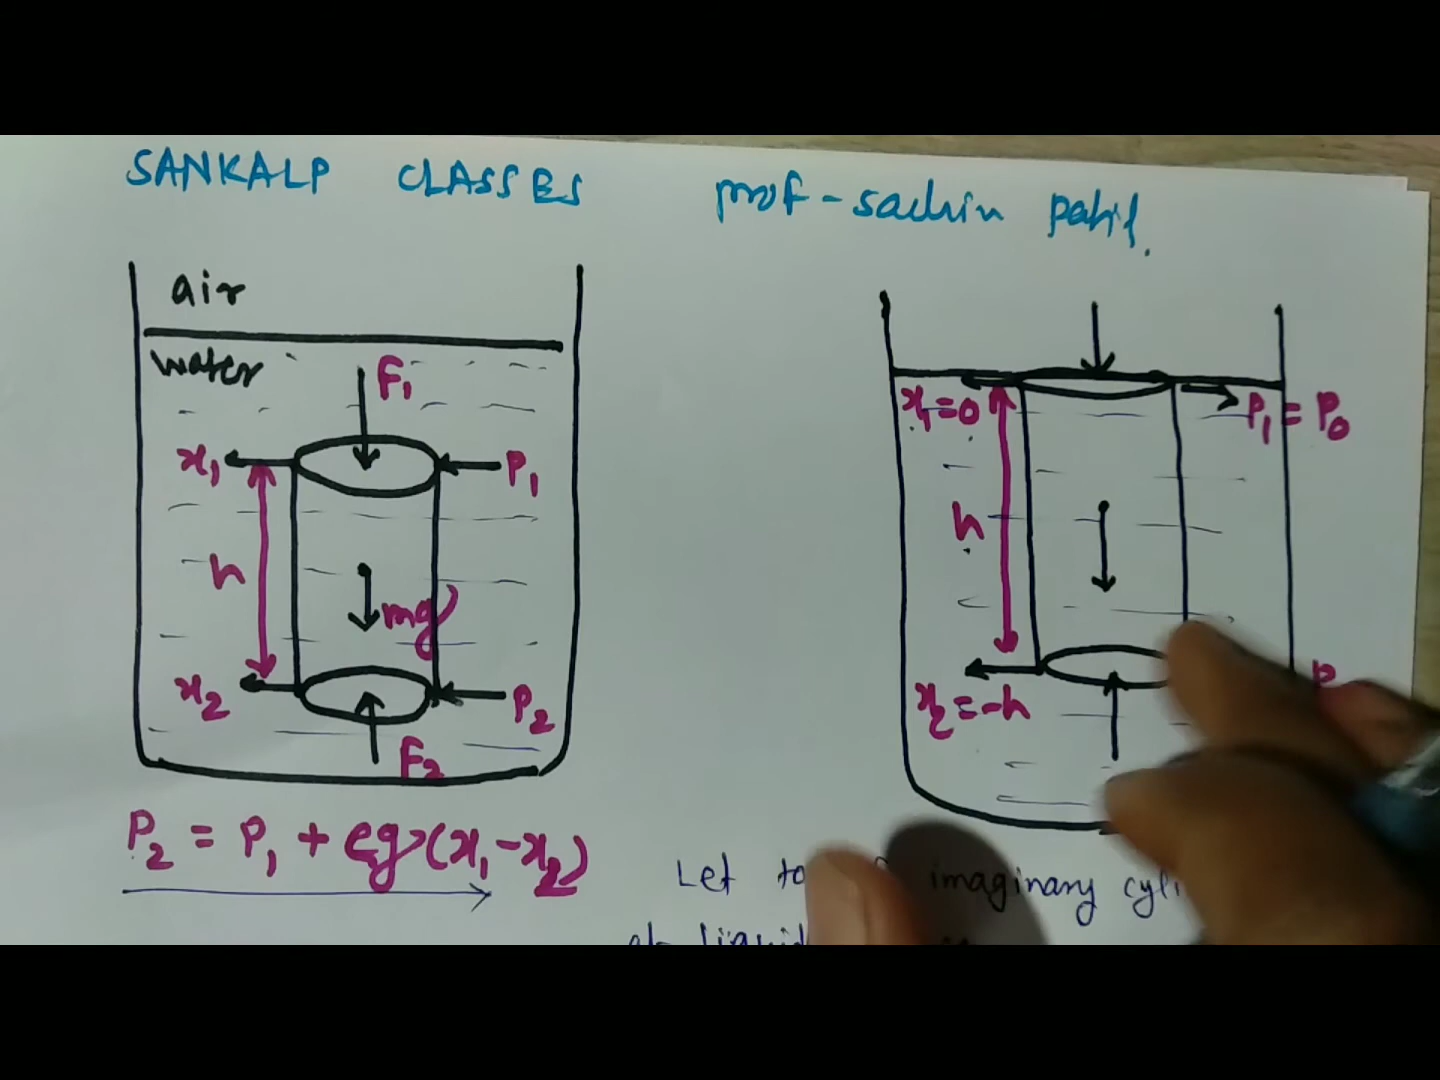 SANKALP CLASSES prof-sachin patil.
air
water
F₁
x₁
P₁
h
mg
x₂
P₂
F₂
P₂ = P₁ + ρg(x₁-x₂)
x₁=0
P₁ = P₀
h
x₂=-h
P
Let imaginary